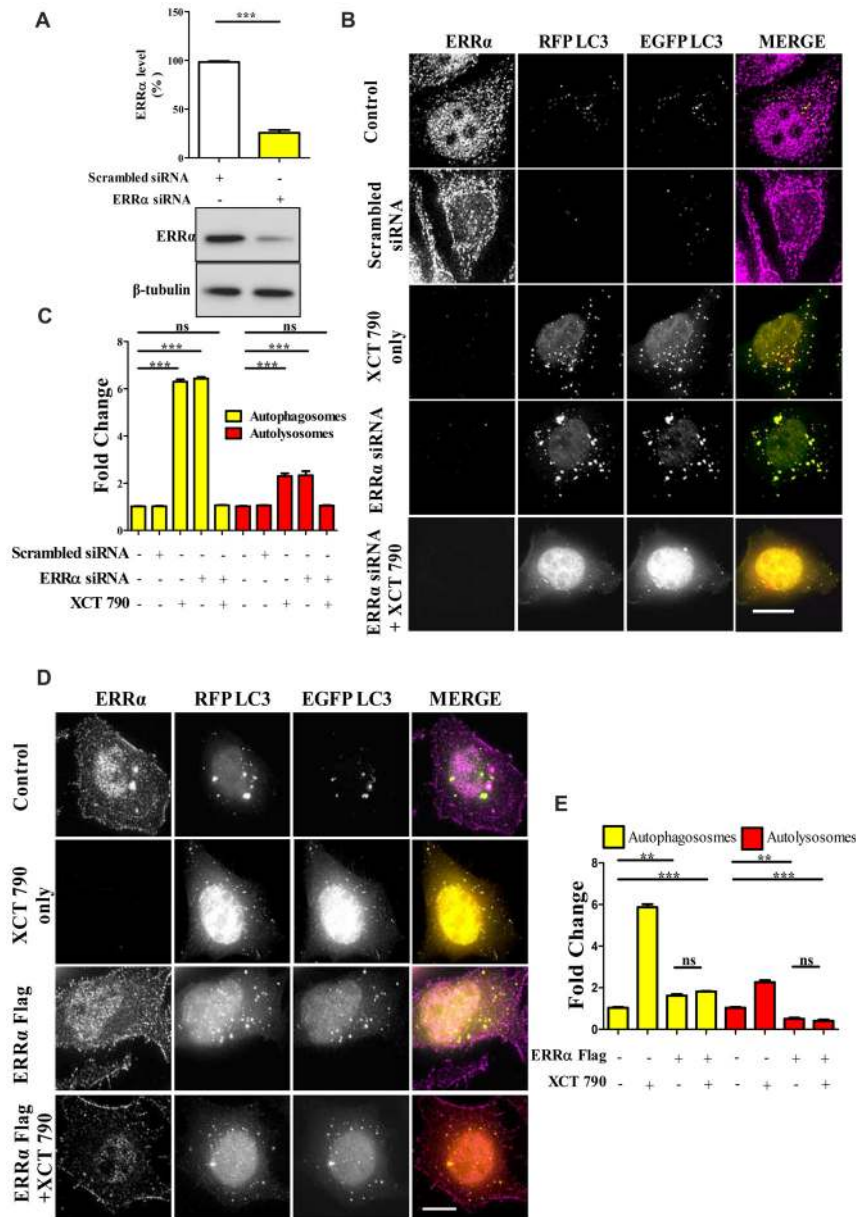 A
***
ERRα level
(%)
150
100
50
0
Scrambled siRNA + -
ERRα siRNA - +
ERRα
β-tubulin
B
ERRα RFP LC3 EGFP LC3 MERGE
Control
Scrambled
siRNA
XCT 790
only
ERRα siRNA
ERRα siRNA
+ XCT 790
C
ns ns
*** ***
*** ***
Fold Change
8
6
4
2
0
Autophagosomes
Autolysosomes
Scrambled siRNA - + - - - - + - - -
ERRα siRNA - - - + + - - - + +
XCT 790 - - + - + - - + - +
D
ERRα RFP LC3 EGFP LC3 MERGE
Control
XCT 790
only
ERRα Flag
ERRα Flag
+XCT 790
E
Autophagososmes Autolysosomes
** **
*** ***
ns ns
Fold Change
8
6
4
2
0
ERRα Flag - - + + - - + +
XCT 790 - + - + - + - +